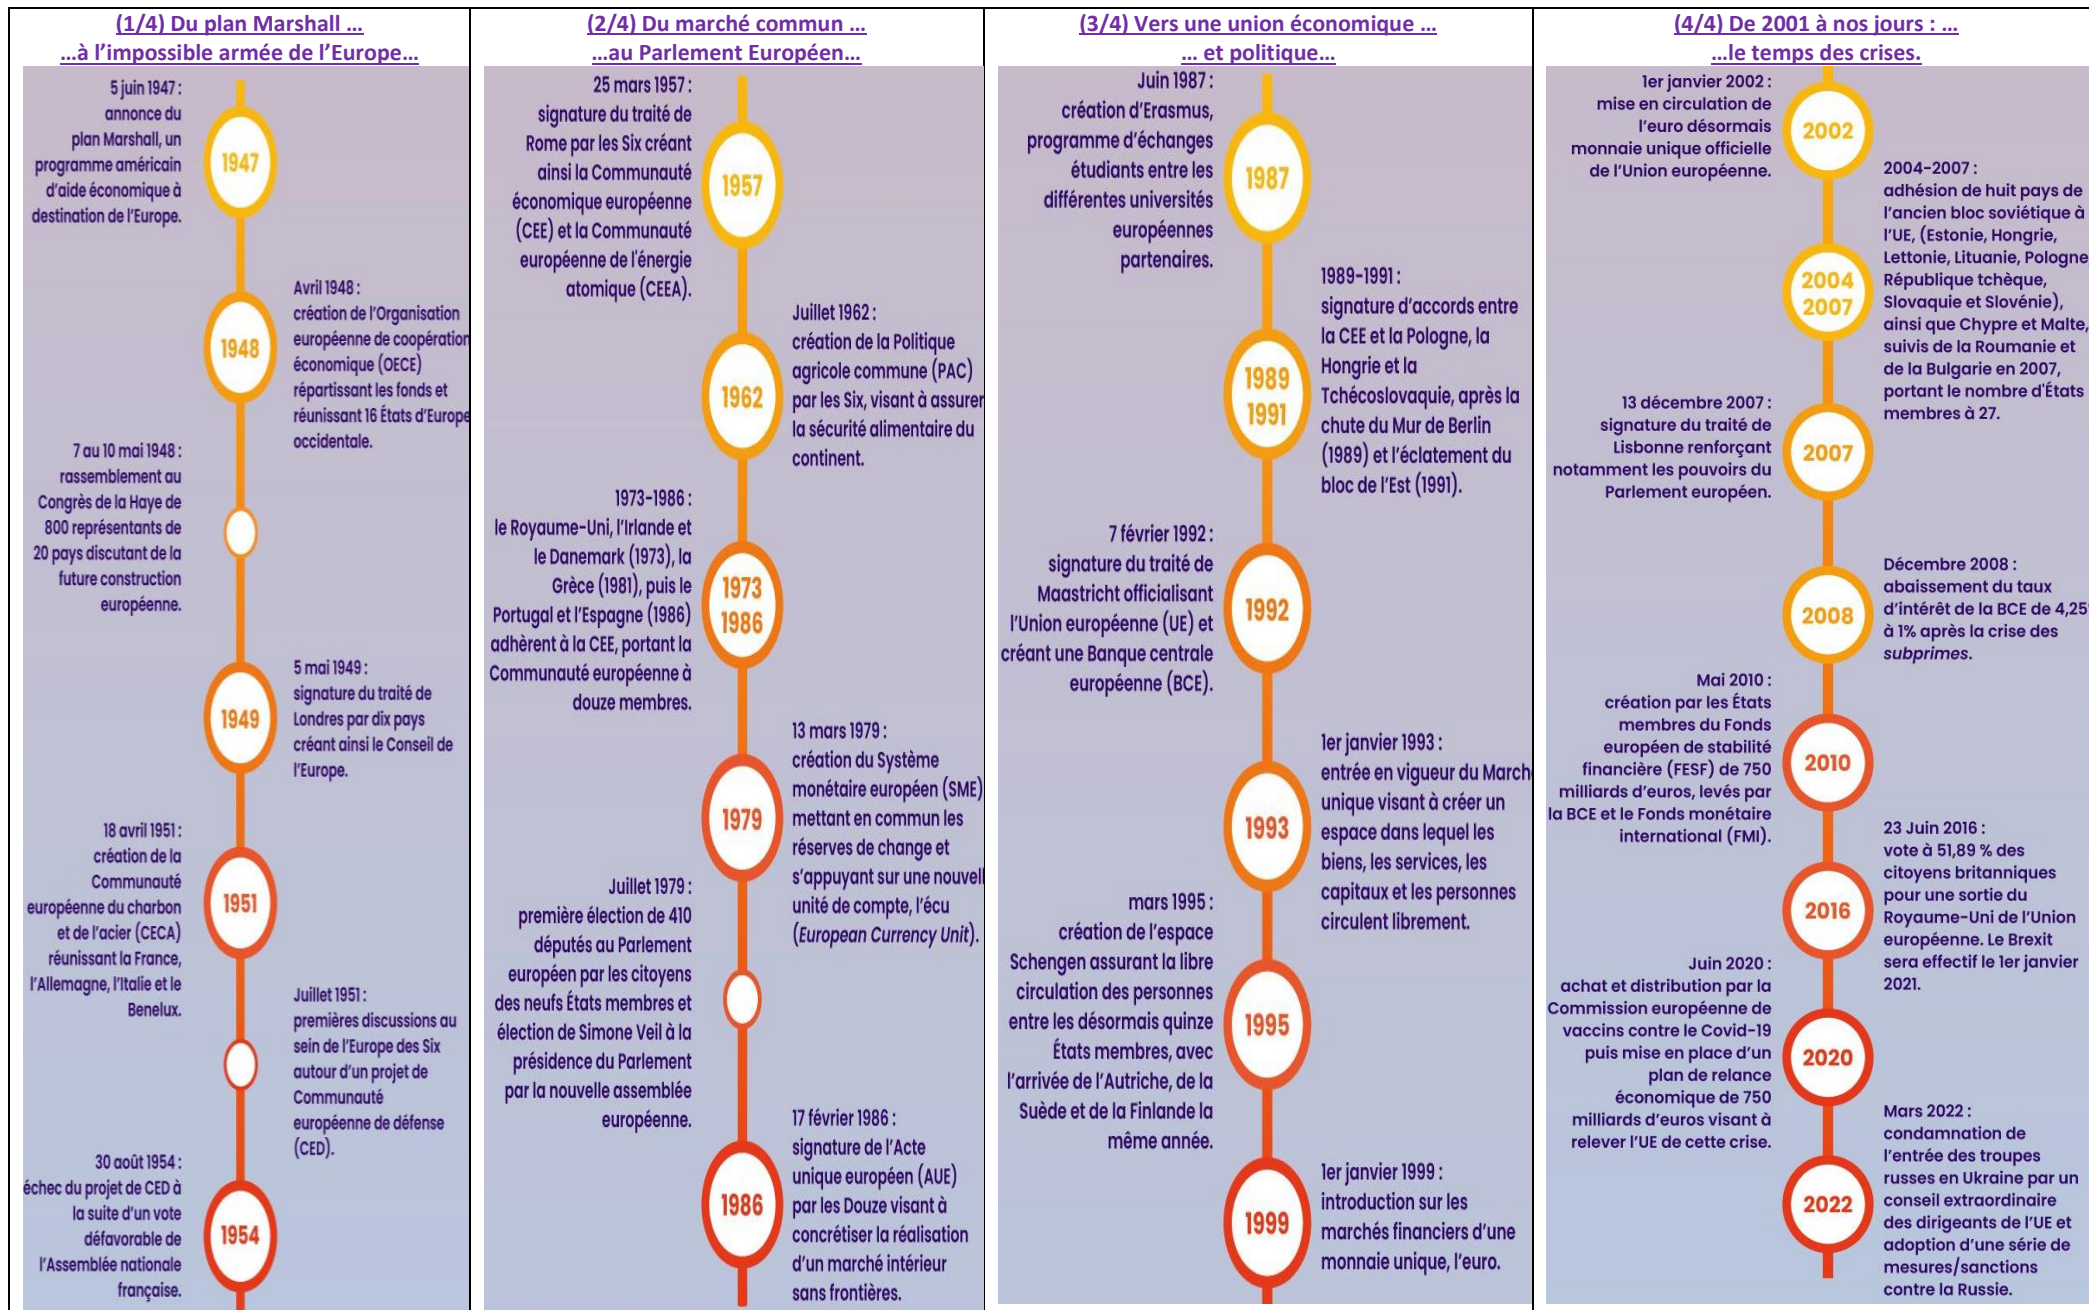 (1/4) Du plan Marshall ...
...à l'impossible armée de l'Europe...
5 juin 1947 :
annonce du
plan Marshall, un
programme américain
d'aide économique à
destination de l'Europe.
1947
Avril 1948 :
création de l'Organisation
européenne de coopération
économique (OECE)
répartissant les fonds et
réunissant 16 États d'Europe
occidentale.
1948
7 au 10 mai 1948 :
rassemblement au
Congrès de la Haye de
800 représentants de
20 pays discutant de la
future construction
européenne.
5 mai 1949 :
signature du traité de
Londres par dix pays
créant ainsi le Conseil de
l'Europe.
1949
18 avril 1951 :
création de la
Communauté
européenne du charbon
et de l'acier (CECA)
réunissant la France,
l'Allemagne, l'Italie et le
Benelux.
1951
Juillet 1951 :
premières discussions au
sein de l'Europe des Six
autour d'un projet de
Communauté
européenne de défense
(CED).
30 août 1954 :
échec du projet de CED à
la suite d'un vote
défavorable de
l'Assemblée nationale
française.
1954
(2/4) Du marché commun ...
...au Parlement Européen...
25 mars 1957 :
signature du traité de
Rome par les Six créant
ainsi la Communauté
économique européenne
(CEE) et la Communauté
européenne de l'énergie
atomique (CEEA).
1957
Juillet 1962 :
création de la Politique
agricole commune (PAC)
par les Six, visant à assurer
la sécurité alimentaire du
continent.
1962
1973-1986 :
le Royaume-Uni, l'Irlande et
le Danemark (1973), la
Grèce (1981), puis le
Portugal et l'Espagne (1986)
adhèrent à la CEE, portant la
Communauté européenne à
douze membres.
1973
1986
13 mars 1979 :
création du Système
monétaire européen (SME)
mettant en commun les
réserves de change et
s'appuyant sur une nouvell
unité de compte, l'écu
(European Currency Unit).
1979
Juillet 1979 :
première élection de 410
députés au Parlement
européen par les citoyens
des neufs États membres et
élection de Simone Veil à la
présidence du Parlement
par la nouvelle assemblée
européenne.
17 février 1986 :
signature de l'Acte
unique européen (AUE)
par les Douze visant à
concrétiser la réalisation
d'un marché intérieur
sans frontières.
1986
(3/4) Vers une union économique ...
... et politique...
Juin 1987 :
création d'Erasmus,
programme d'échanges
étudiants entre les
différentes universités
européennes
partenaires.
1987
1989-1991 :
signature d'accords entre
la CEE et la Pologne, la
Hongrie et la
Tchécoslovaquie, après la
chute du Mur de Berlin
(1989) et l'éclatement du
bloc de l'Est (1991).
1989
1991
7 février 1992 :
signature du traité de
Maastricht officialisant
l'Union européenne (UE) et
créant une Banque centrale
européenne (BCE).
1992
1er janvier 1993 :
entrée en vigueur du March
unique visant à créer un
espace dans lequel les
biens, les services, les
capitaux et les personnes
circulent librement.
1993
mars 1995 :
création de l'espace
Schengen assurant la libre
circulation des personnes
entre les désormais quinze
États membres, avec
l'arrivée de l'Autriche, de la
Suède et de la Finlande la
même année.
1995
1er janvier 1999 :
introduction sur les
marchés financiers d'une
monnaie unique, l'euro.
1999
(4/4) De 2001 à nos jours : ...
...le temps des crises.
1er janvier 2002 :
mise en circulation de
l'euro désormais
monnaie unique officielle
de l'Union européenne.
2002
2004-2007 :
adhésion de huit pays de
l'ancien bloc soviétique à
l'UE, (Estonie, Hongrie,
Lettonie, Lituanie, Pologne
République tchèque,
Slovaquie et Slovénie),
ainsi que Chypre et Malte,
suivis de la Roumanie et
de la Bulgarie en 2007,
portant le nombre d'États
membres à 27.
2004
2007
13 décembre 2007 :
signature du traité de
Lisbonne renforçant
notamment les pouvoirs du
Parlement européen.
2007
Décembre 2008 :
abaissement du taux
d'intérêt de la BCE de 4,25
à 1% après la crise des
subprimes.
2008
Mai 2010 :
création par les États
membres du Fonds
européen de stabilité
financière (FESF) de 750
milliards d'euros, levés par
la BCE et le Fonds monétaire
international (FMI).
2010
23 Juin 2016 :
vote à 51,89 % des
citoyens britanniques
pour une sortie du
Royaume-Uni de l'Union
européenne. Le Brexit
sera effectif le 1er janvier
2021.
2016
Juin 2020 :
achat et distribution par la
Commission européenne de
vaccins contre le Covid-19
puis mise en place d'un
plan de relance
économique de 750
milliards d'euros visant à
relever l'UE de cette crise.
2020
Mars 2022 :
condamnation de
l'entrée des troupes
russes en Ukraine par un
conseil extraordinaire
des dirigeants de l'UE et
adoption d'une série de
mesures/sanctions
contre la Russie.
2022